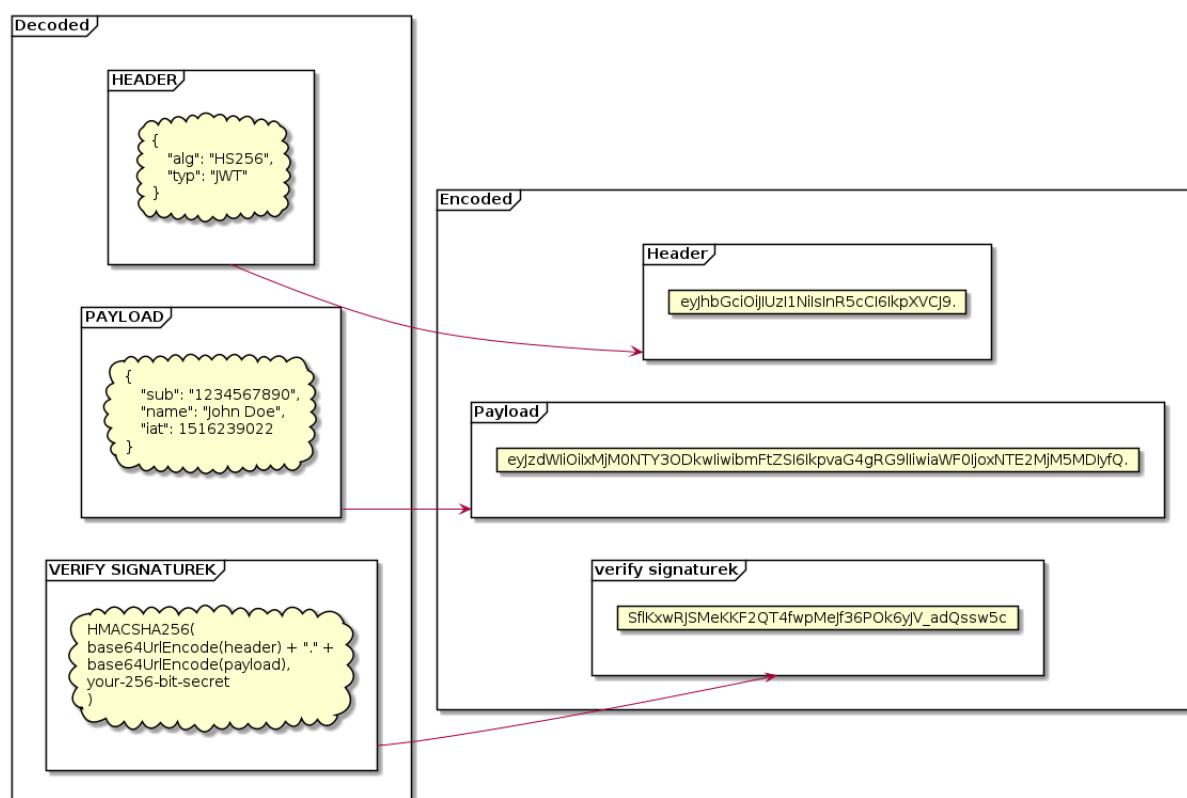 Decoded
HEADER
{
"alg": "HS256",
"typ": "JWT"
}
PAYLOAD
{
"sub": "1234567890",
"name": "John Doe",
"iat": 1516239022
}
VERIFY SIGNATUREK
HMACSHA256(
base64UrlEncode(header) + "." +
base64UrlEncode(payload),
your-256-bit-secret
)
Encoded
Header
eyJhbGciOiJIUzI1NiIsInR5cCI6IkpXVCJ9.
Payload
eyJzdWIiOiIxMjM0NTY3ODkwIiwibmFtZSI6IkpvaG4gRG9lIiwiaWF0IjoxNTE2MjM5MDIyfQ.
verify signaturek
SflKxwRJSMeKKF2QT4fwpMeJf36POk6yJV_adQssw5c